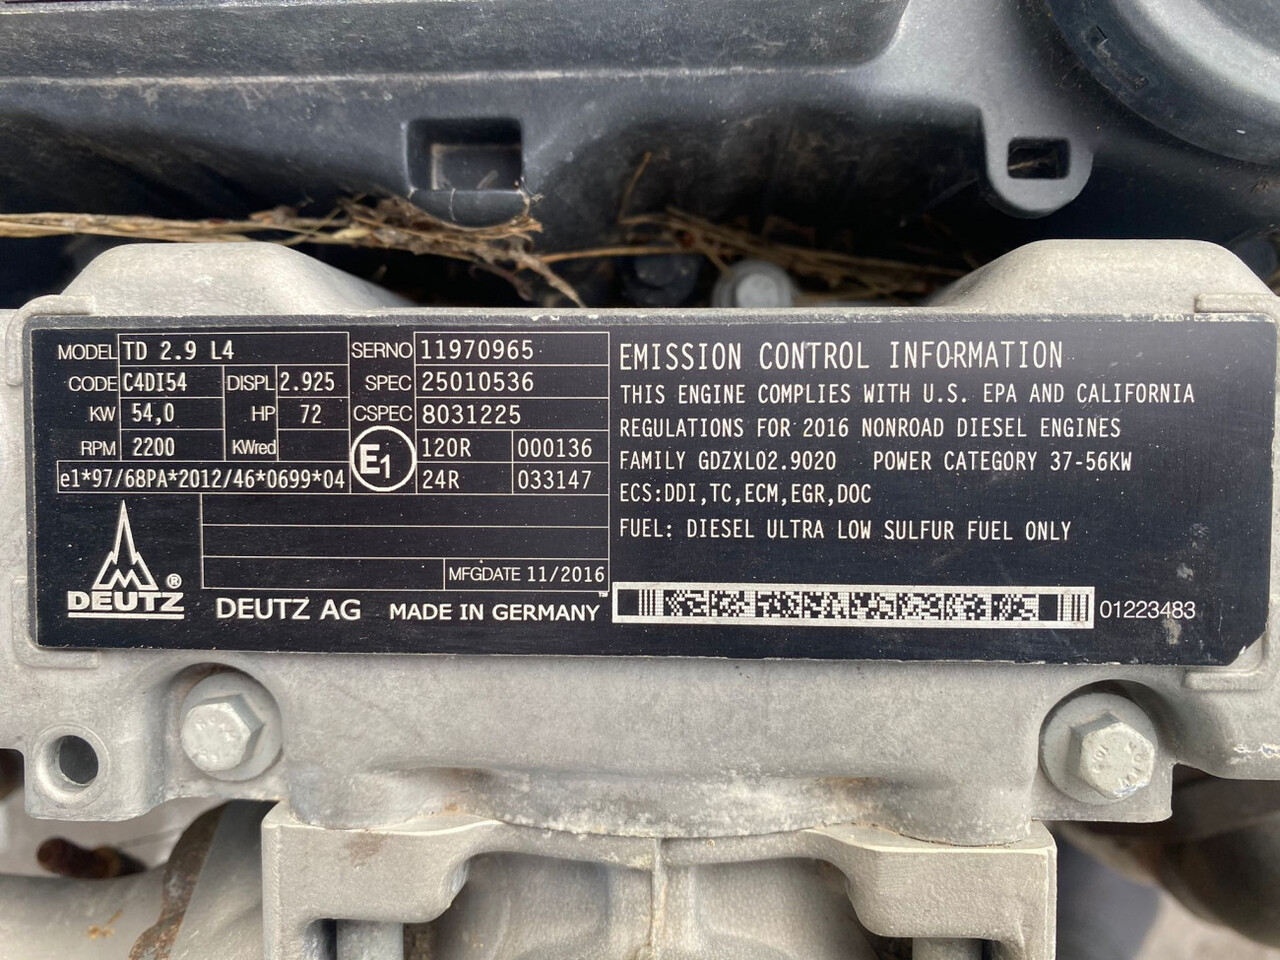 MODEL TD 2.9 L4
CODE C4DI54 DISPL 2.925
KW 54,0 HP 72
RPM 2200 KWred
e1*97/68PA*2012/46*0699*04
SERNO 11970965
SPEC 25010536
CSPEC 8031225
E1 120R 000136
24R 033147
MFGDATE 11/2016
DEUTZ ®
DEUTZ AG MADE IN GERMANY
EMISSION CONTROL INFORMATION
THIS ENGINE COMPLIES WITH U.S. EPA AND CALIFORNIA
REGULATIONS FOR 2016 NONROAD DIESEL ENGINES
FAMILY GDZXL02.9020 POWER CATEGORY 37-56KW
ECS:DDI,TC,ECM,EGR,DOC
FUEL: DIESEL ULTRA LOW SULFUR FUEL ONLY
01223483